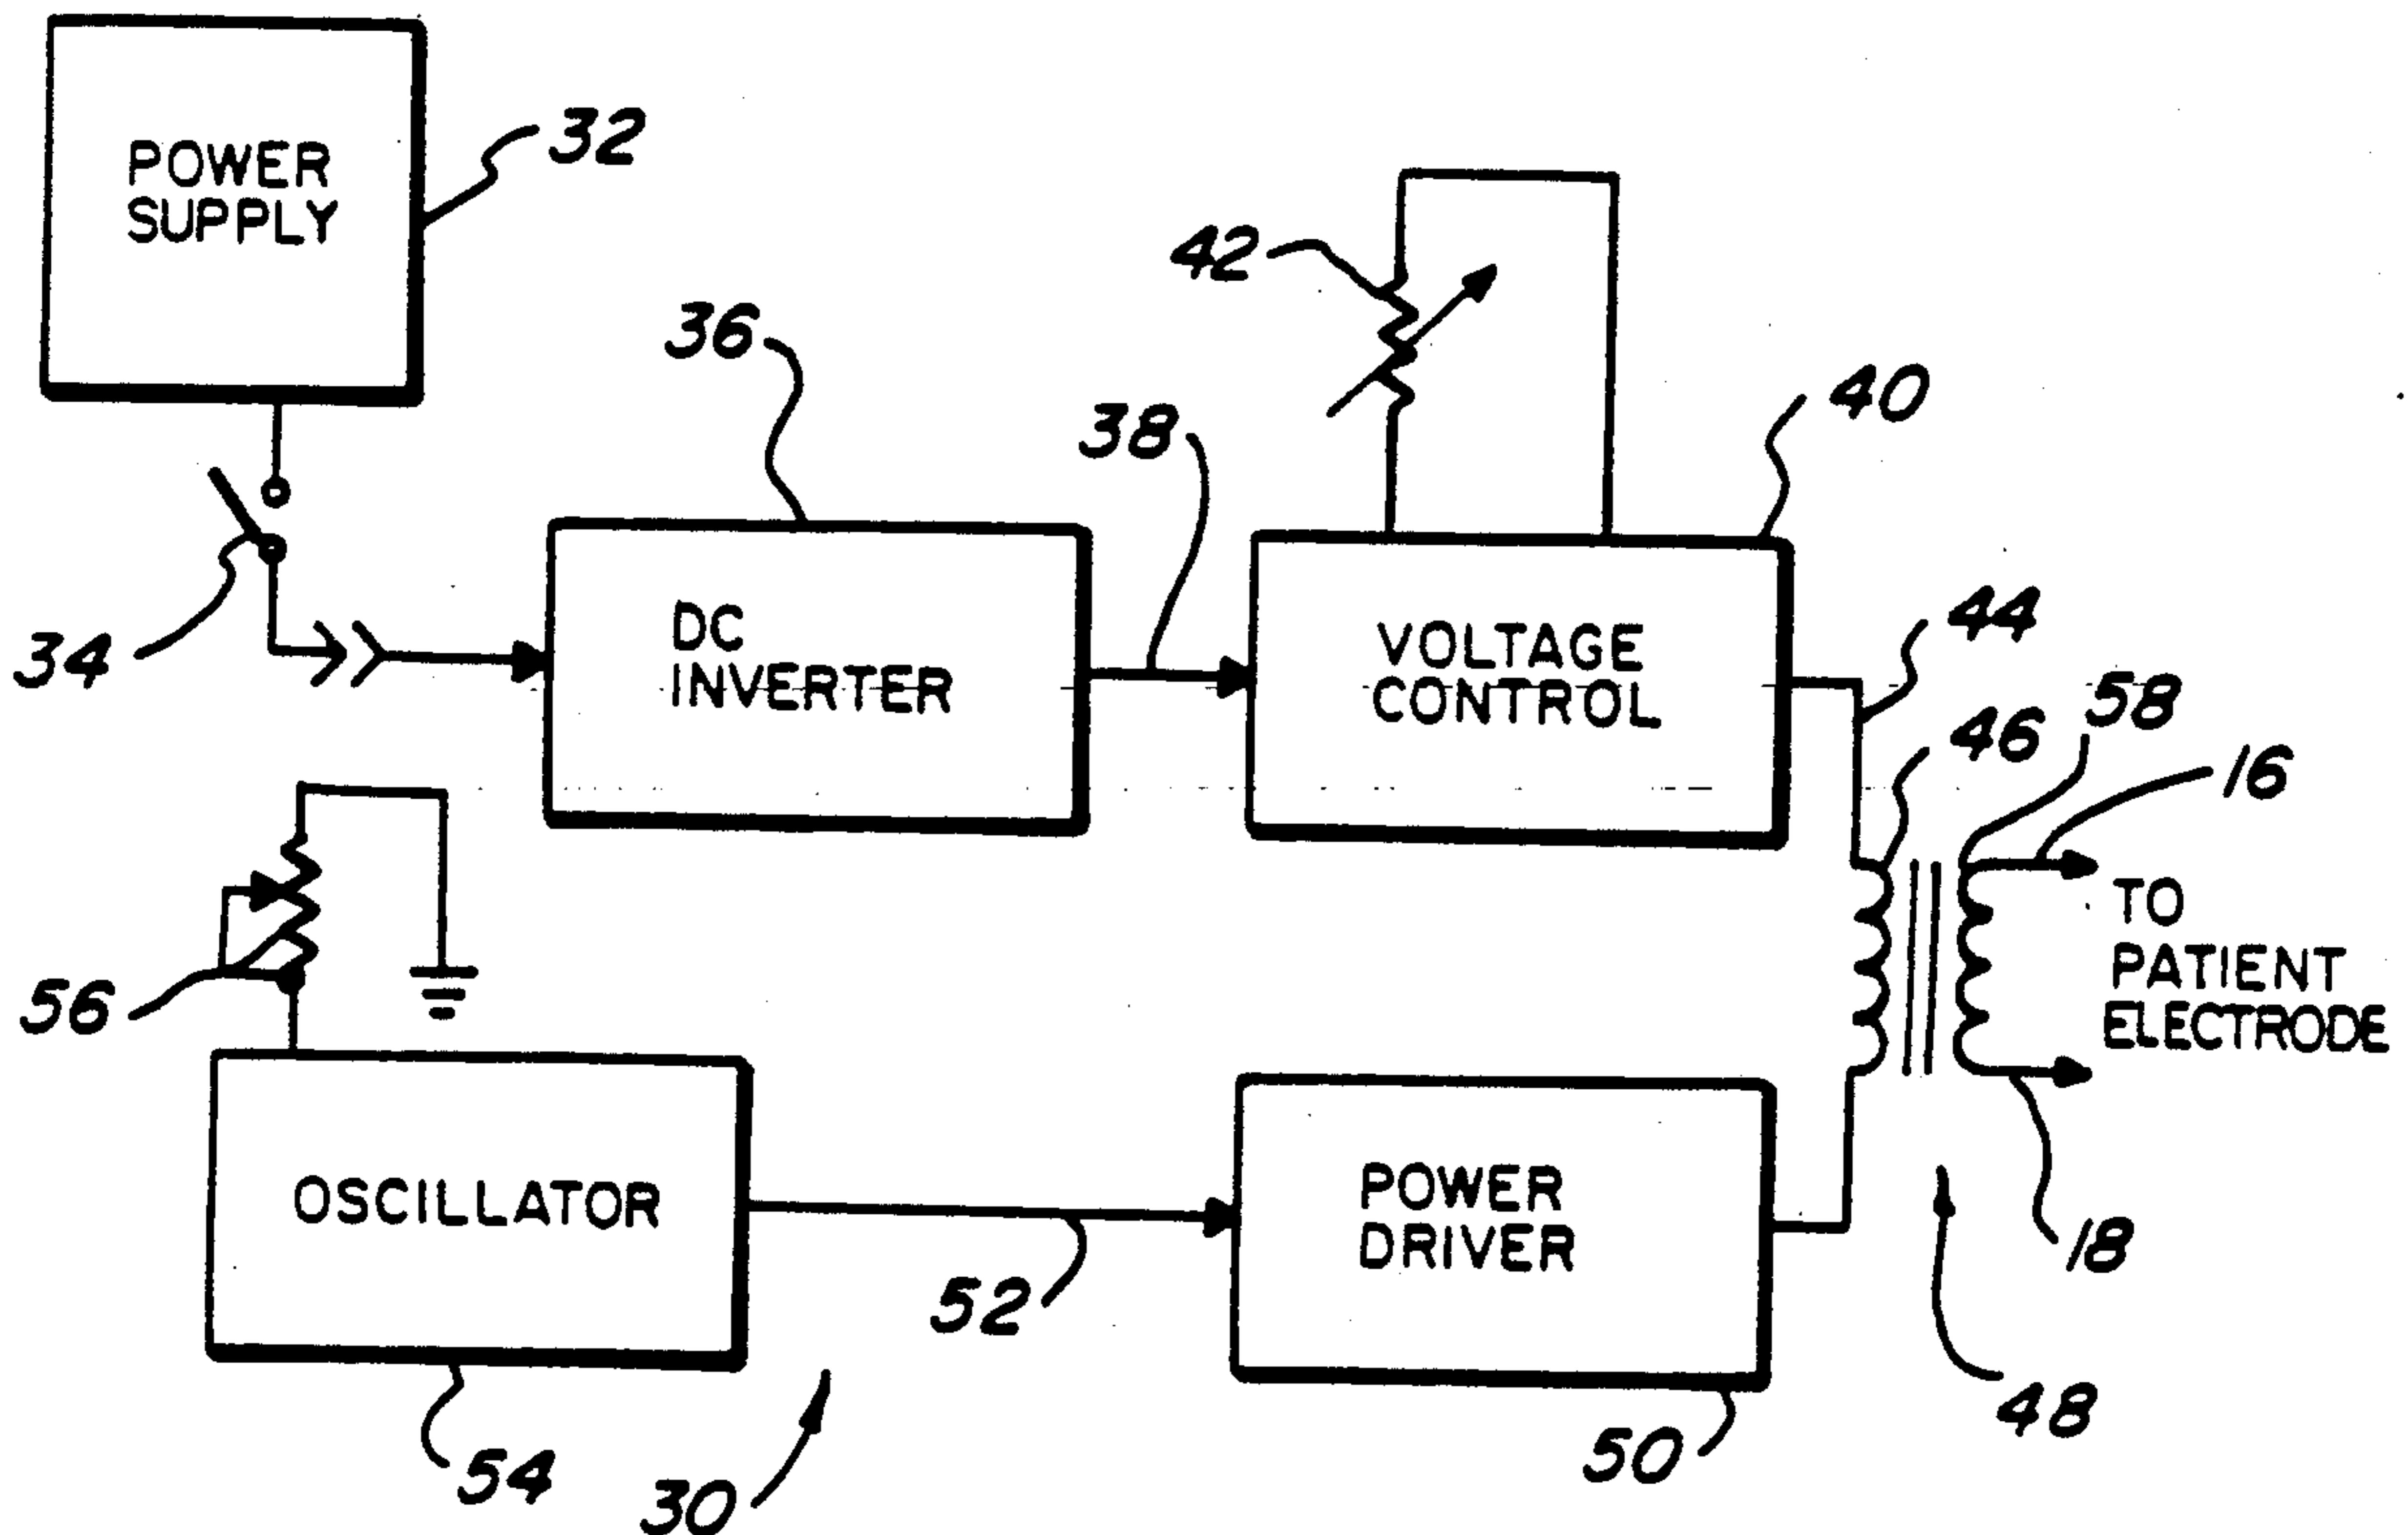 POWER
SUPPLY
32
42
36
38
40
34
DC
INVERTER
VOLTAGE
CONTROL
44
58
46
16
56
TO
PATIENT
ELECTRODE
OSCILLATOR
52
POWER
DRIVER
18
48
54
30
50